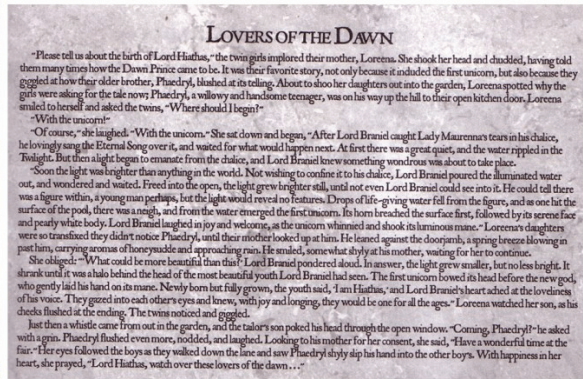 LOVERS OF THE DAWN
"Please tell us about the birth of Lord Hiathas," the twin girls implored their mother, Loreena. She shook her head and chuckled, having told
them many times how the Dawn Prince came to be. It was their favorite story, not only because it included the first unicorn, but also because they
giggled at how their older brother, Phaedryl, blushed at its telling. About to shoo her daughters out into the garden, Loreena spotted why the
girls were asking for the tale now; Phaedryl, a willowy and handsome teenager, was on his way up the hill to their open kitchen door. Loreena
smiled to herself and asked the twins, "Where should I begin?"
"With the unicorn!"
"Of course," she laughed. "With the unicorn." She sat down and began, "After Lord Braniel caught Lady Maurenna's tears in his chalice,
he lovingly sang the Eternal Song over it, and waited for what would happen next. At first there was a great quiet, and the water rippled in the
Twilight. But then a light began to emanate from the chalice, and Lord Braniel knew something wondrous was about to take place.
"Soon the light was brighter than anything in the world. Not wishing to confine it to his chalice, Lord Braniel poured the illuminated water
out, and wondered and waited. Freed into the open, the light grew brighter still, until not even Lord Braniel could see into it. He could tell there
was a figure within, a young man perhaps, but the light would reveal no features. Drops of life-giving water fell from the figure, and as one hit the
surface of the pool, there was a neigh, and from the water emerged the first unicorn. Its horn breached the surface first, followed by its serene face
and pearly white body. Lord Braniel laughed in joy and welcome, as the unicorn whinnied and shook its luminous mane." Loreena's daughters
were so transfixed they didn't notice Phaedryl, until their mother looked up at him. He leaned against the doorjamb, a spring breeze blowing in
past him, carrying aromas of honeysuckle and approaching rain. He smiled, somewhat shyly at his mother, waiting for her to continue.
She obliged: "'What could be more beautiful than this?' Lord Braniel pondered aloud. In answer, the light grew smaller, but no less bright. It
shrunk until it was a halo behind the head of the most beautiful youth Lord Braniel had seen. The first unicorn bowed its head before the new god,
who gently laid his hand on its mane. Newly born but fully grown, the youth said, 'I am Hiathas,' and Lord Braniel's heart ached at the loveliness
of his voice. They gazed into each other's eyes and knew, with joy and longing, they would be one for all the ages." Loreena watched her son, as his
cheeks flushed at the ending. The twins noticed and giggled.
Just then a whistle came from out in the garden, and the tailor's son poked his head through the open window. "Coming, Phaedryl?" he asked
with a grin. Phaedryl flushed even more, nodded, and laughed. Looking to his mother for her consent, she said, "Have a wonderful time at the
fair." Her eyes followed the boys as they walked down the lane and saw Phaedryl shyly slip his hand into the other boy's. With happiness in her
heart, she prayed, "Lord Hiathas, watch over these lovers of the dawn…"